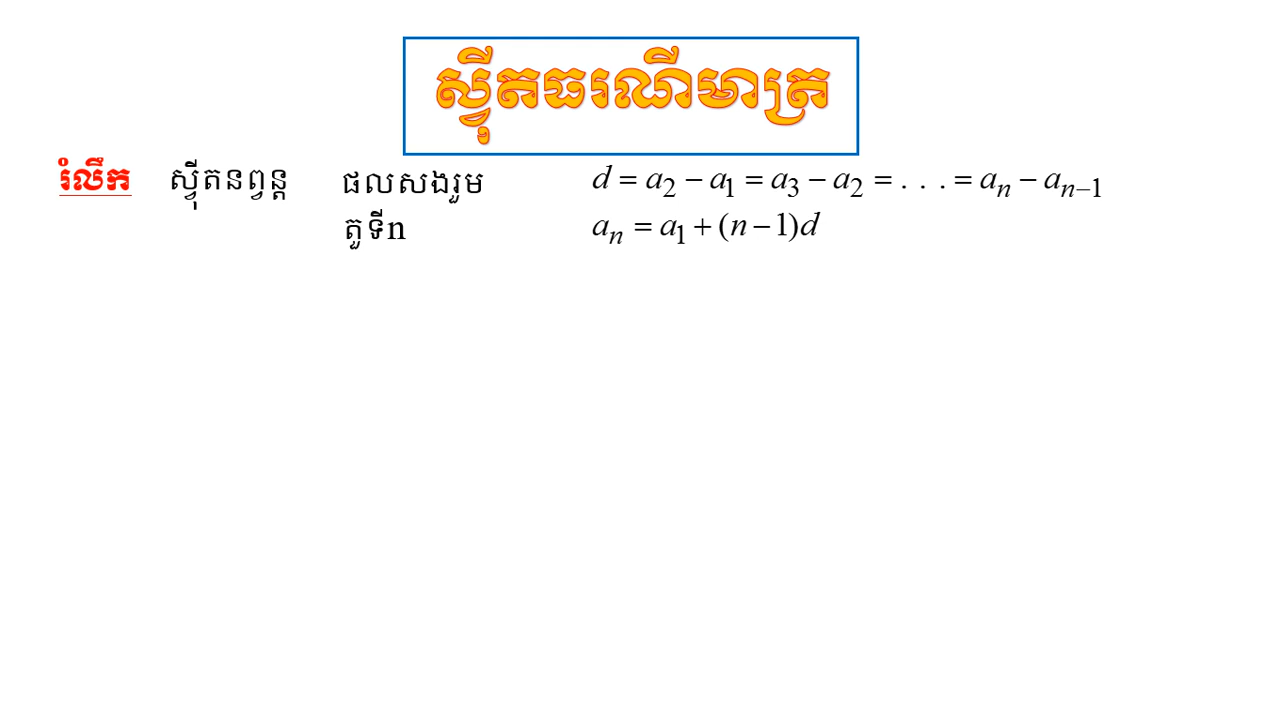 ស្វ៊ីតធរណីមាត្រ
រំលឹក ស្វ៊ីតនព្វន្ត ផលសងរួម d = a₂ − a₁ = a₃ − a₂ = . . . = aₙ − aₙ₋₁
តួទីn aₙ = a₁ + (n − 1)d